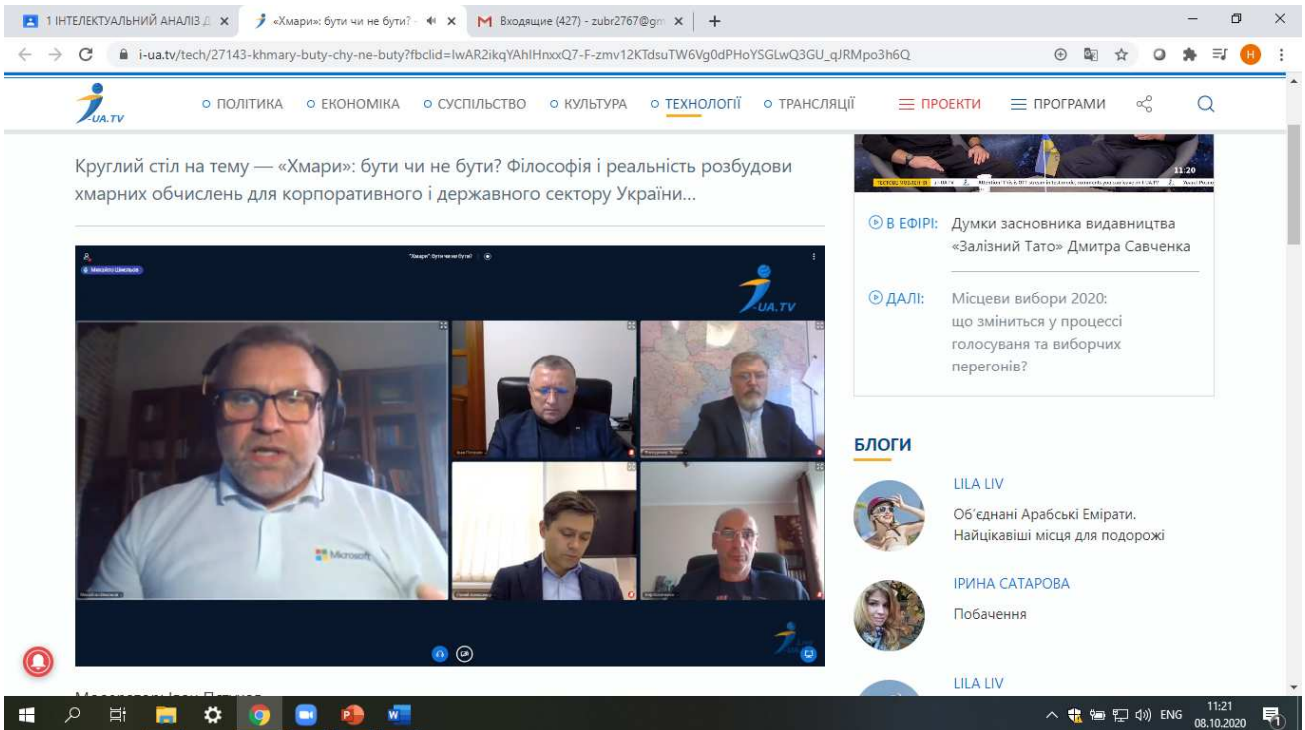 1 ІНТЕЛЕКТУАЛЬНИЙ АНАЛІЗ Д
«Хмари»: бути чи не бути? -
Входящие (427) - zubr2767@gm
i-ua.tv/tech/27143-khmary-buty-chy-ne-buty?fbclid=IwAR2ikqYAhIHnxxQ7-F-zmv12KTdsuTW6Vg0dPHoYSGLwQ3GU_qJRMpo3h6Q
Н
-UA.TV
ПОЛІТИКА
ЕКОНОМІКА
СУСПІЛЬСТВО
КУЛЬТУРА
ТЕХНОЛОГІЇ
ТРАНСЛЯЦІЇ
ПРОЕКТИ
ПРОГРАМИ
Круглий стіл на тему — «Хмари»: бути чи не бути? Філософія і реальність розбудови
хмарних обчислень для корпоративного і державного сектору України...
"Хмари": бути чи не бути?
-UA.TV
Microsoft
11:20
В ЕФІРІ:
Думки засновника видавництва
«Залізний Тато» Дмитра Савченка
ДАЛІ:
Місцеви вибори 2020:
що зміниться у процессі
голосуваня та виборчих
перегонів?
БЛОГИ
LILA LIV
Об'єднані Арабські Емірати.
Найцікавіші місця для подорожі
ІРИНА САТАРОВА
Побачення
LILA LIV
ENG
11:21
08.10.2020